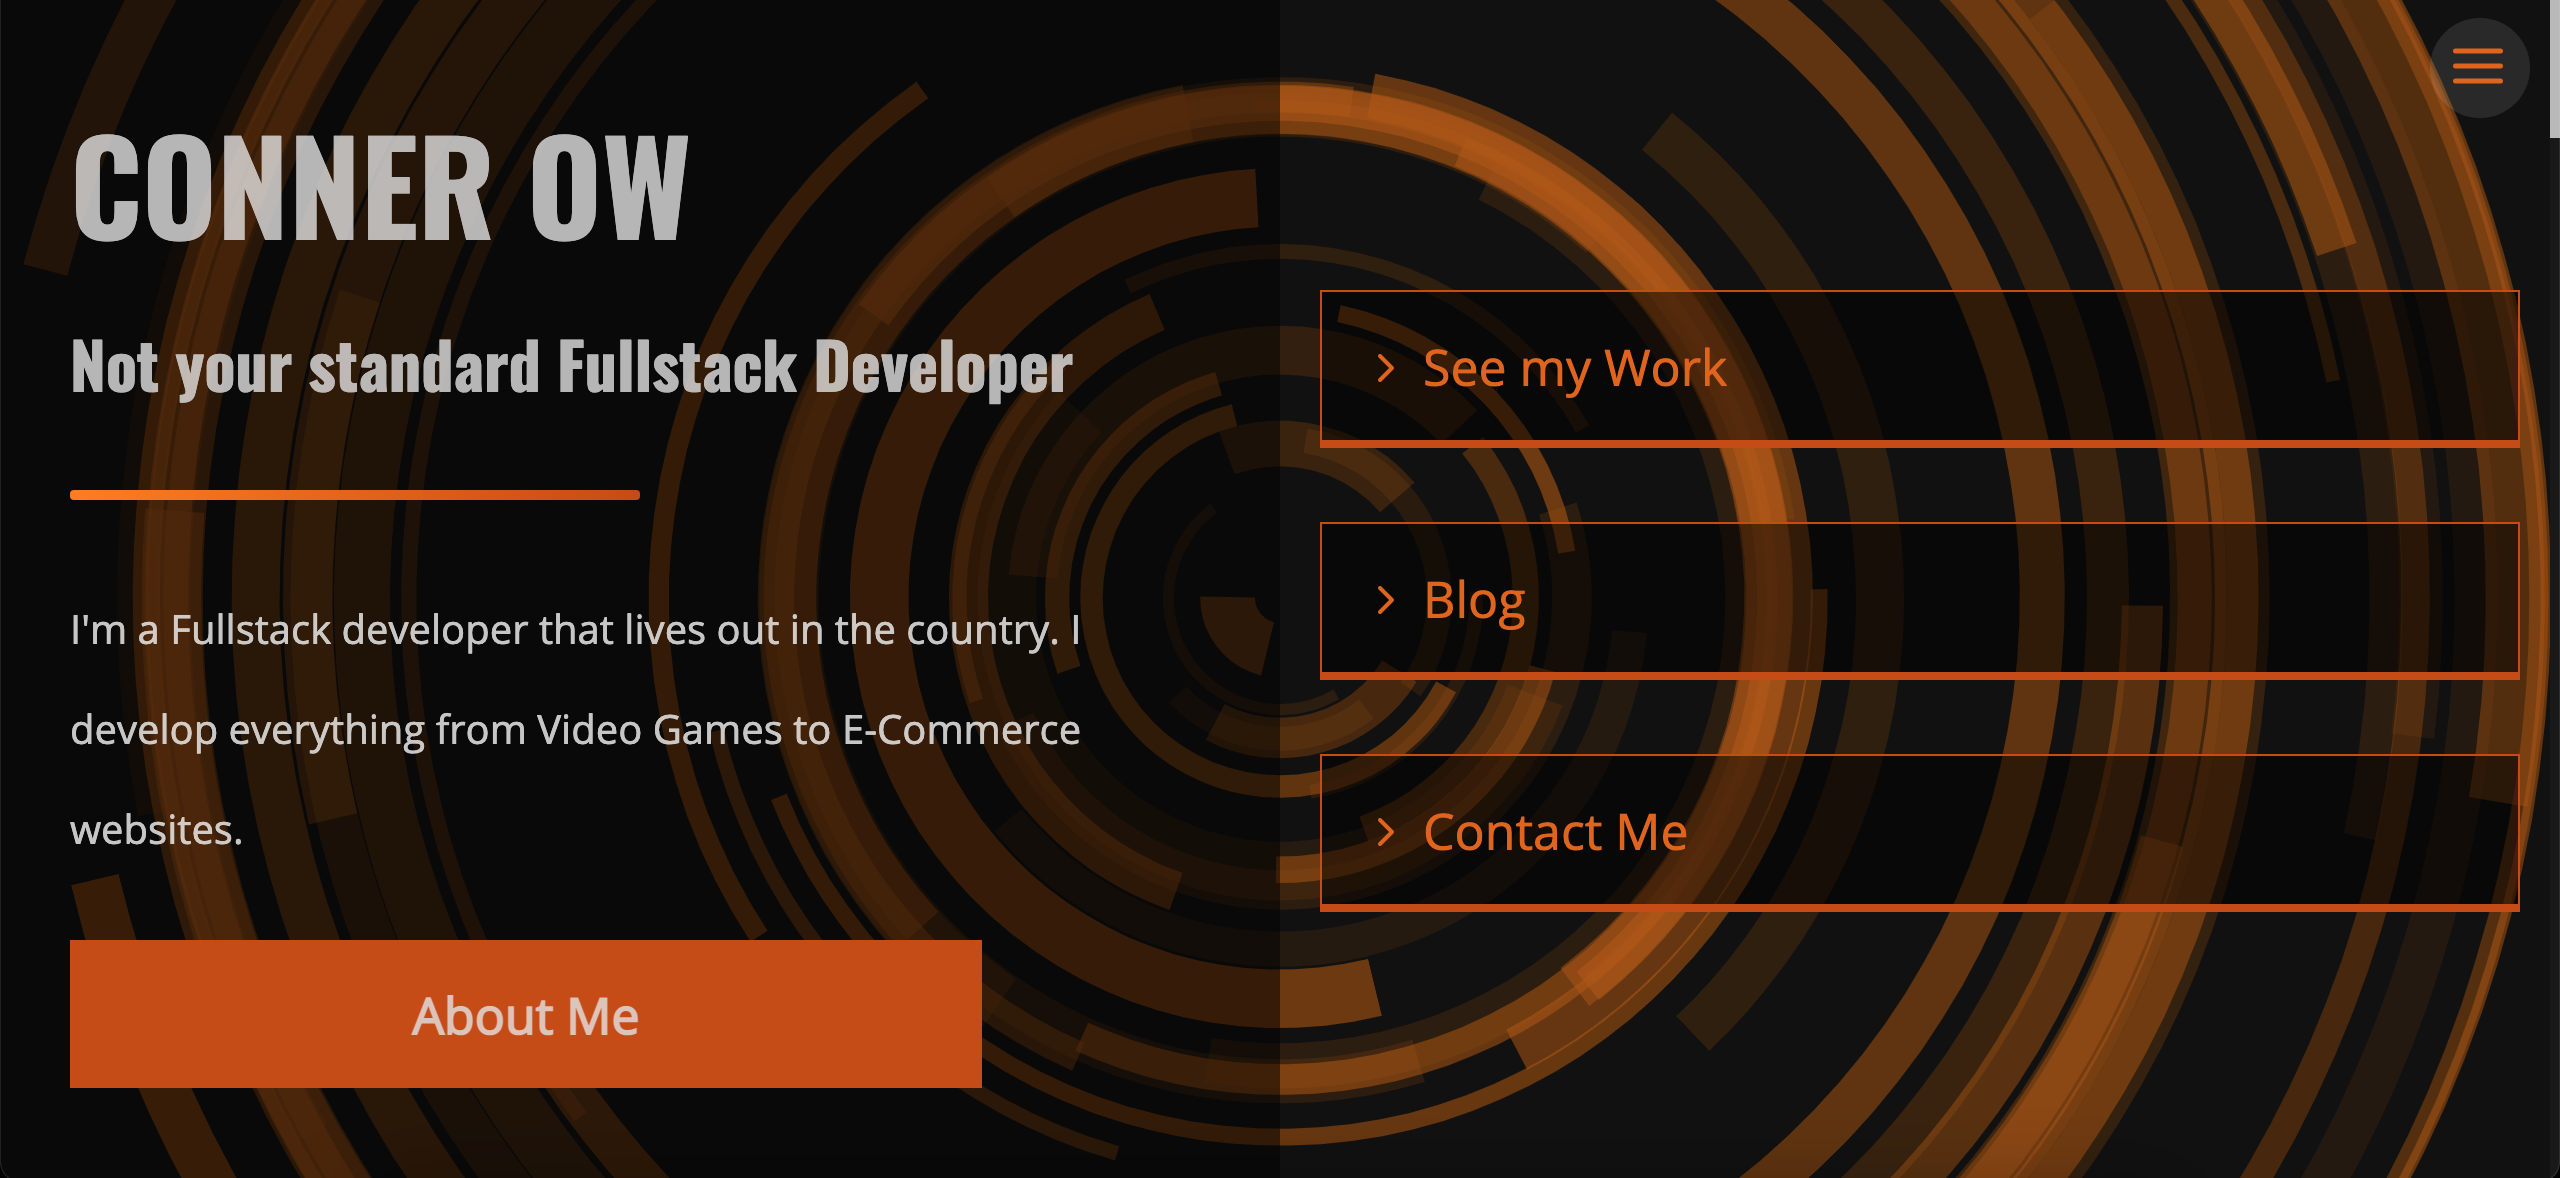 CONNER OW
Not your standard Fullstack Developer
I'm a Fullstack developer that lives out in the country. I
develop everything from Video Games to E-Commerce
websites.
About Me
See my Work
Blog
Contact Me